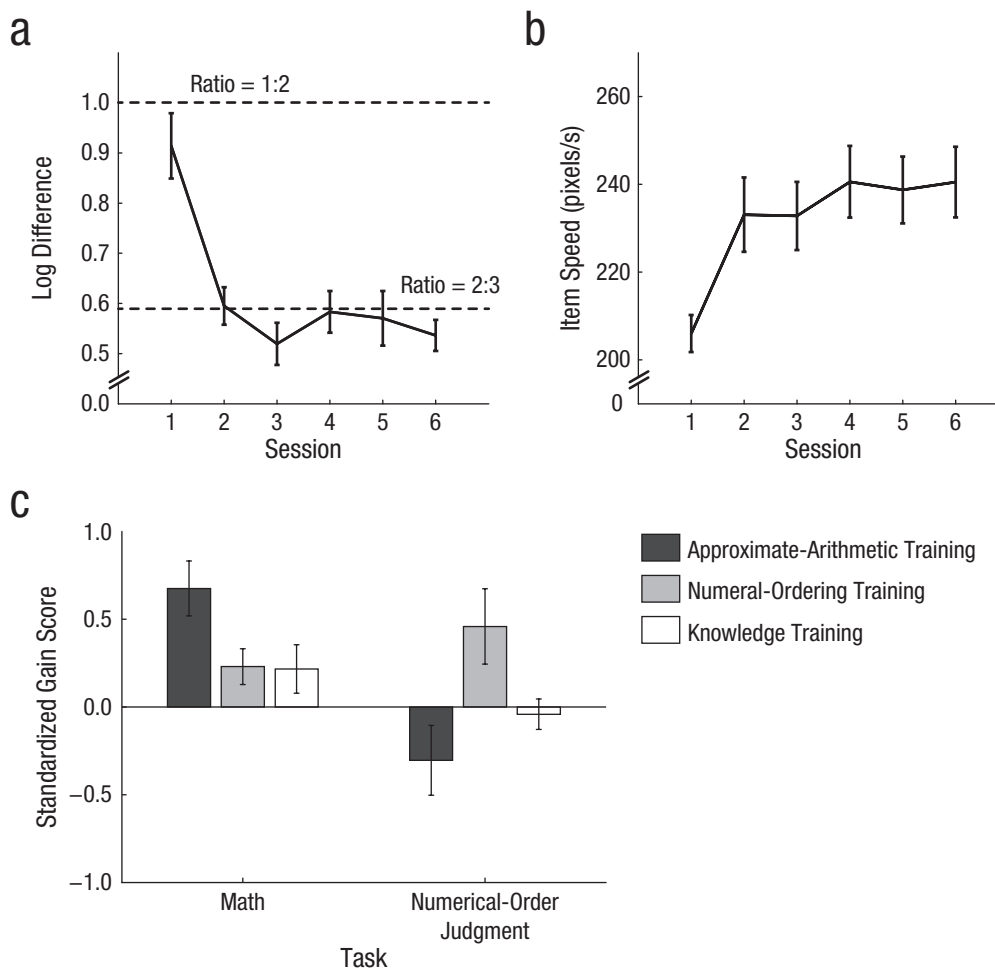 a
Ratio = 1:2
1.0
0.9
0.8
0.7
0.6
0.5
0.0
Log Difference
Ratio = 2:3
1 2 3 4 5 6
Session
b
260
240
220
200
0
Item Speed (pixels/s)
1 2 3 4 5 6
Session
c
1.0
0.5
0.0
−0.5
−1.0
Standardized Gain Score
Math
Numerical-Order
Judgment
Task
Approximate-Arithmetic Training
Numeral-Ordering Training
Knowledge Training